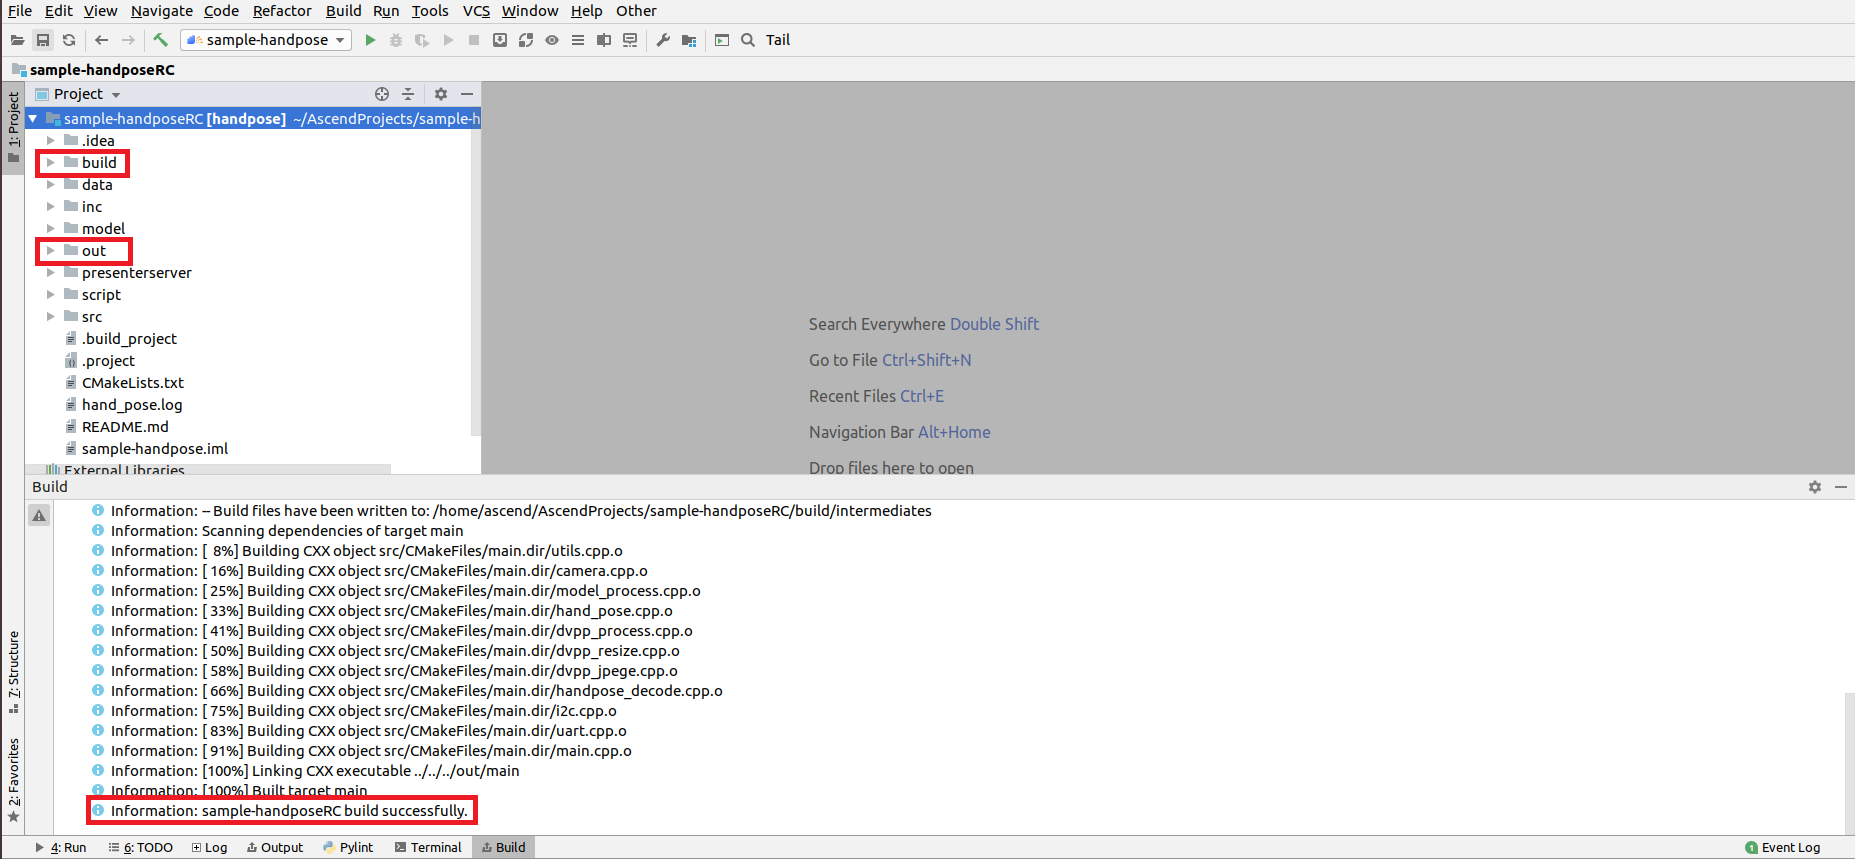 File Edit View Navigate Code Refactor Build Run Tools VCS Window Help Other
sample-handpose Tail
sample-handposeRC
1: Project
Project
sample-handposeRC [handpose] ~/AscendProjects/sample-h
.idea
build
data
inc
model
out
presenterserver
script
src
.build_project
.project
CMakeLists.txt
hand_pose.log
README.md
sample-handpose.iml
External Libraries
Search Everywhere Double Shift
Go to File Ctrl+Shift+N
Recent Files Ctrl+E
Navigation Bar Alt+Home
Drop files here to open
7: Structure
2: Favorites
Build
Information: -- Build files have been written to: /home/ascend/AscendProjects/sample-handposeRC/build/intermediates
Information: Scanning dependencies of target main
Information: [  8%] Building CXX object src/CMakeFiles/main.dir/utils.cpp.o
Information: [ 16%] Building CXX object src/CMakeFiles/main.dir/camera.cpp.o
Information: [ 25%] Building CXX object src/CMakeFiles/main.dir/model_process.cpp.o
Information: [ 33%] Building CXX object src/CMakeFiles/main.dir/hand_pose.cpp.o
Information: [ 41%] Building CXX object src/CMakeFiles/main.dir/dvpp_process.cpp.o
Information: [ 50%] Building CXX object src/CMakeFiles/main.dir/dvpp_resize.cpp.o
Information: [ 58%] Building CXX object src/CMakeFiles/main.dir/dvpp_jpege.cpp.o
Information: [ 66%] Building CXX object src/CMakeFiles/main.dir/handpose_decode.cpp.o
Information: [ 75%] Building CXX object src/CMakeFiles/main.dir/i2c.cpp.o
Information: [ 83%] Building CXX object src/CMakeFiles/main.dir/uart.cpp.o
Information: [ 91%] Building CXX object src/CMakeFiles/main.dir/main.cpp.o
Information: [100%] Linking CXX executable ../../../out/main
Information: [100%] Built target main
Information: sample-handposeRC build successfully.
4: Run 6: TODO Log Output Pylint Terminal Build 1 Event Log